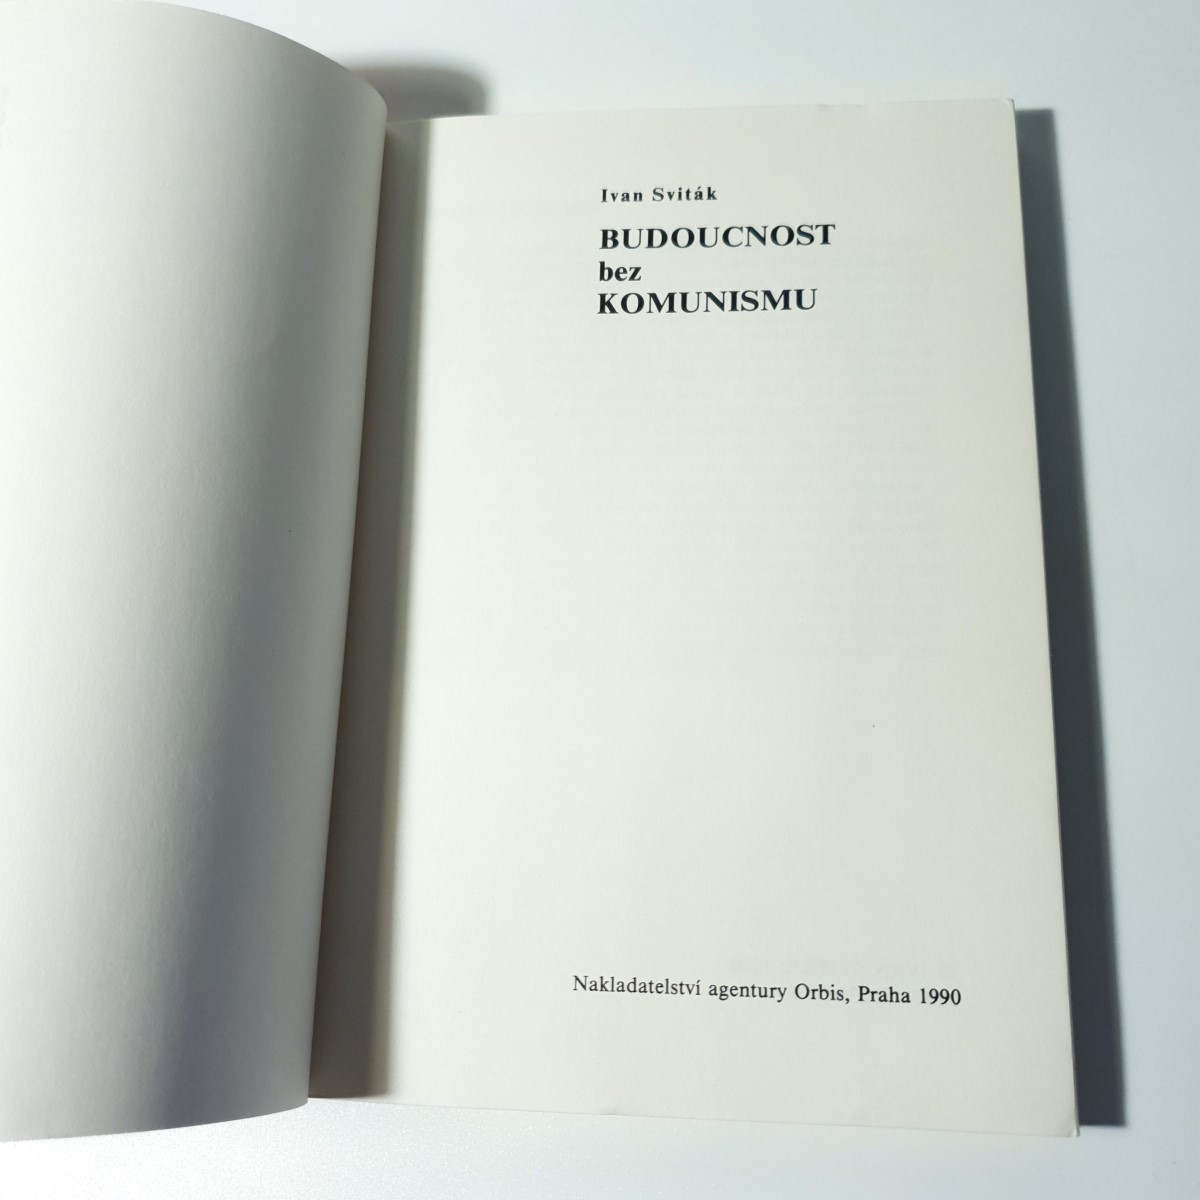 Ivan Sviták
BUDOUCNOST
bez
KOMUNISMU
Nakladatelství agentury Orbis, Praha 1990